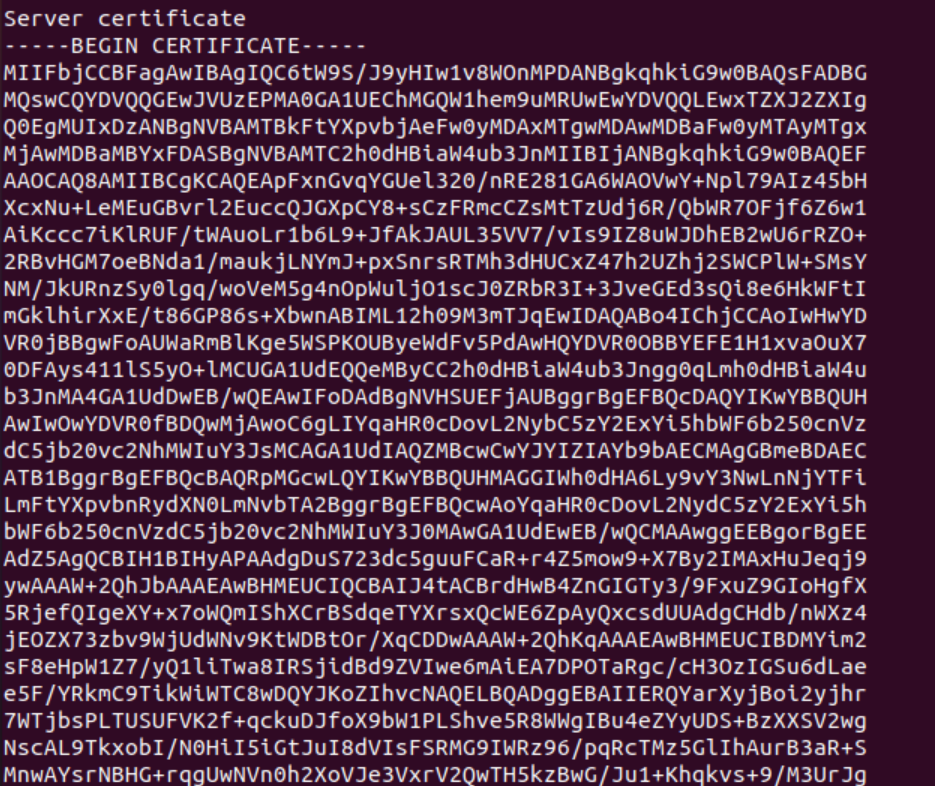 Server certificate
-----BEGIN CERTIFICATE-----
MIIFbjCCBFagAwIBAgIQC6tW9S/J9yHIw1v8WOnMPDANBgkqhkiG9w0BAQsFADBG
MQswCQYDVQQGEwJVUzEPMA0GA1UEChMGQW1hem9uMRUwEwYDVQQLEwxTZXJ2ZXIg
Q0EgMUIxDzANBgNVBAMTBkFtYXpvbjAeFw0yMDAxMTgwMDAwMDBaFw0yMTAyMTgx
MjAwMDBaMBYxFDASBgNVBAMTC2h0dHBiaW4ub3JnMIIBIjANBgkqhkiG9w0BAQEF
AAOCAQ8AMIIBCgKCAQEApFxnGvqYGUel320/nRE281GA6WAOVwY+Npl79AIz45bH
XcxNu+LeMEuGBvrl2EuccQJGXpCY8+sCzFRmcCZsMtTzUdj6R/QbWR7OFjf6Z6w1
AiKccc7iKlRUF/tWAuoLr1b6L9+JfAkJAUL35VV7/vIs9IZ8uWJDhEB2wU6rRZO+
2RBvHGM7oeBNda1/maukjLNYmJ+pxSnrsRTMh3dHUCxZ47h2UZhj2SWCPlW+SMsY
NM/JkURnzSy0lgq/woVeM5g4nOpWuljO1scJ0ZRbR3I+3JveGEd3sQi8e6HkWFtI
mGklhirXxE/t86GP86s+XbwnABIML12h09M3mTJqEwIDAQABo4IChjCCAoIwHwYD
VR0jBBgwFoAUWaRmBlKge5WSPKOUByeWdFv5PdAwHQYDVR0OBBYEFE1H1xvaOuX7
0DFAys411lS5yO+lMCUGA1UdEQQeMByCC2h0dHBiaW4ub3Jngg0qLmh0dHBiaW4u
b3JnMA4GA1UdDwEB/wQEAwIFoDAdBgNVHSUEFjAUBggrBgEFBQcDAQYIKwYBBQUH
AwIwOwYDVR0fBDQwMjAwoC6gLIYqaHR0cDovL2NybC5zY2ExYi5hbWF6b250cnVz
dC5jb20vc2NhMWIuY3JsMCAGA1UdIAQZMBcwCwYJYIZIAYb9bAECMAgGBmeBDAEC
ATB1BggrBgEFBQcBAQRpMGcwLQYIKwYBBQUHMAGGIWh0dHA6Ly9vY3NwLnNjYTFi
LmFtYXpvbnRydXN0LmNvbTA2BggrBgEFBQcwAoYqaHR0cDovL2NydC5zY2ExYi5h
bWF6b250cnVzdC5jb20vc2NhMWIuY3J0MAwGA1UdEwEB/wQCMAAwggEEBgorBgEE
AdZ5AgQCBIH1BIHyAPAAdgDuS723dc5guuFCaR+r4Z5mow9+X7By2IMAxHuJeqj9
ywAAAW+2QhJbAAAEAwBHMEUCIQCBAIJ4tACBrdHwB4ZnGIGTy3/9FxuZ9GIoHgfX
5RjefQIgeXY+x7oWQmIShXCrBSdqeTYXrsxQcWE6ZpAyQxcsdUUAdgCHdb/nWXz4
jEOZX73zbv9WjUdWNv9KtWDBtOr/XqCDDwAAAW+2QhKqAAAEAwBHMEUCIBDMYim2
sF8eHpW1Z7/yQ1liTwa8IRSjidBd9ZVIwe6mAiEA7DPOTaRgc/cH3OzIGSu6dLae
e5F/YRkmC9TikWiWTC8wDQYJKoZIhvcNAQELBQADggEBAIIERQYarXyjBoi2yjhr
7WTjbsPLTUSUFVK2f+qckuDJfoX9bW1PLShve5R8WWgIBu4eZYyUDS+BzXXSV2wg
NscAL9TkxobI/N0HiI5iGtJuI8dVIsFSRMG9IWRz96/pqRcTMz5GlIhAurB3aR+S
MnwAYsrNBHG+rqgUwNVn0h2XoVJe3VxrV2QwTH5kzBwG/Ju1+Khqkvs+9/M3UrJg